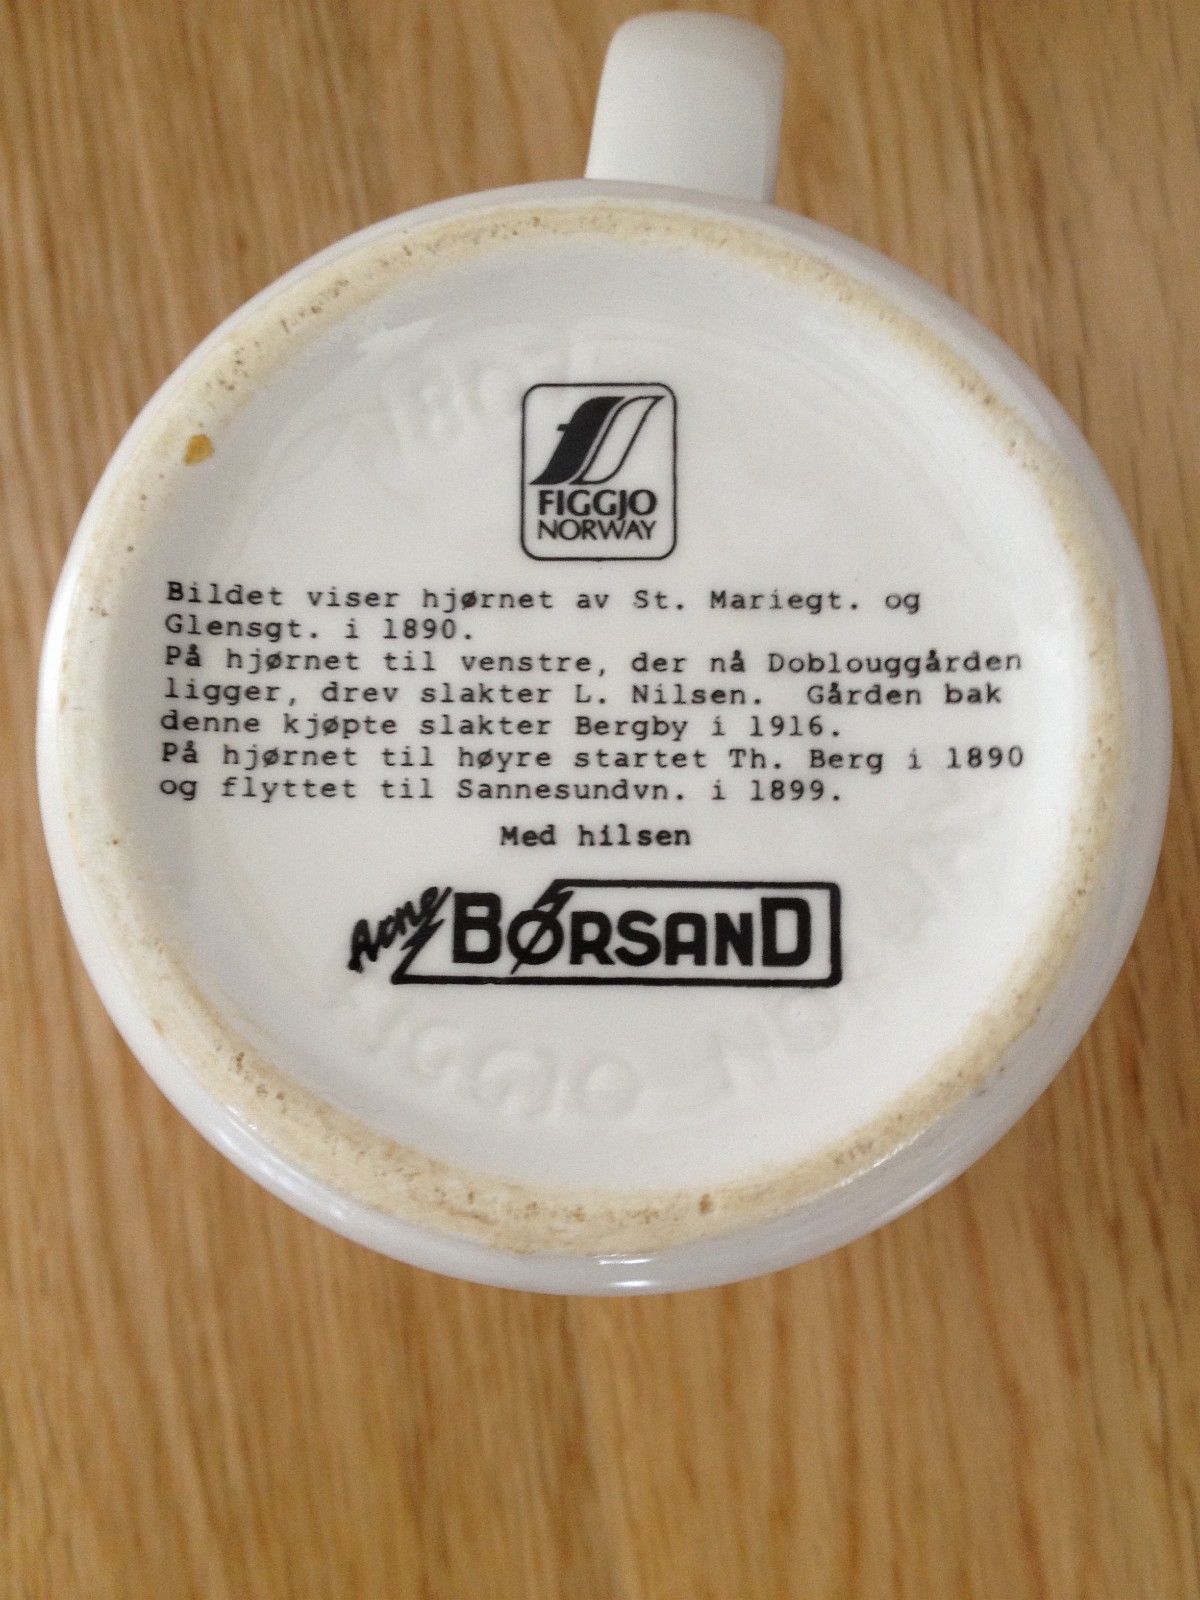 FIGGJO
NORWAY
Bildet viser hjørnet av St. Mariegt. og
Glensgt. i 1890.
På hjørnet til venstre, der nå Doblouggården
ligger, drev slakter L. Nilsen. Gården bak
denne kjøpte slakter Bergby i 1916.
På hjørnet til høyre startet Th. Berg i 1890
og flyttet til Sannesundvn. i 1899.
Med hilsen
Arne BØRSAND
FIGGJO